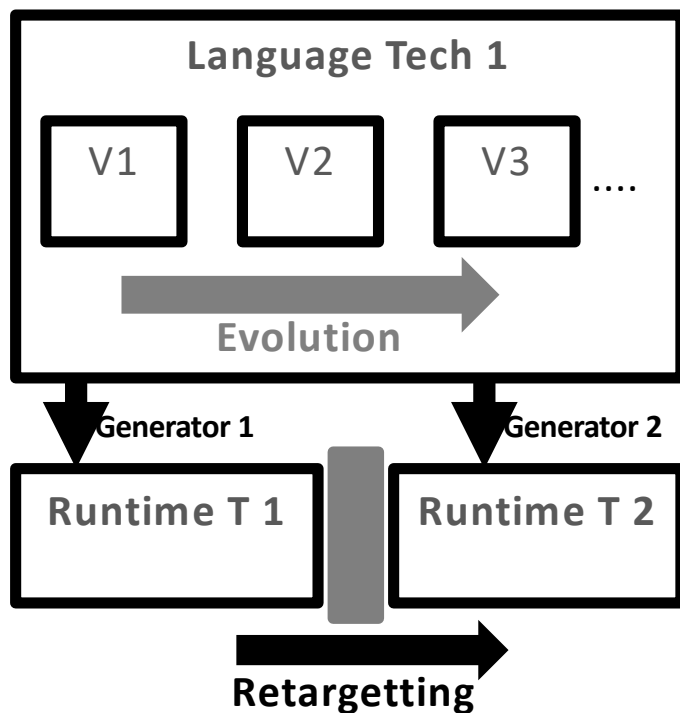 Language Tech 1
V1 V2 V3 ....
Evolution
Generator 1 Generator 2
Runtime T 1 Runtime T 2
Retargetting